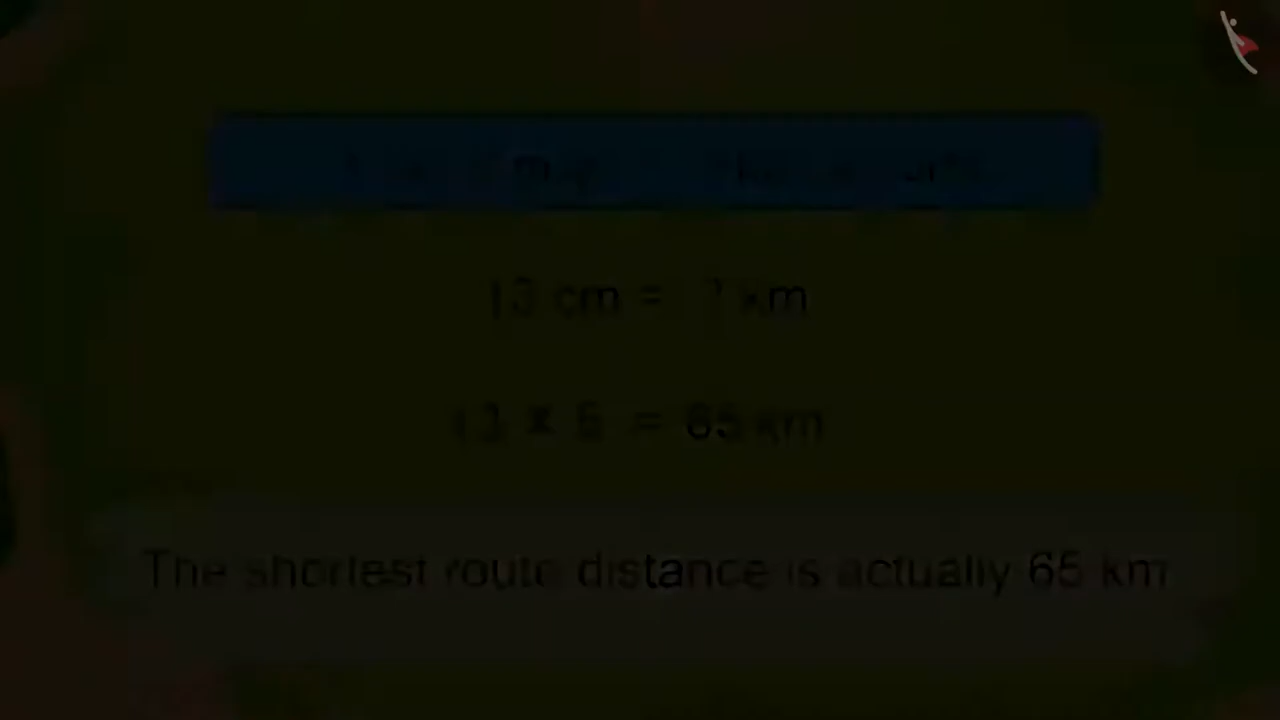 13 cm = ? km
13 X 5 = 65 km
The shortest route distance is actually 65 km